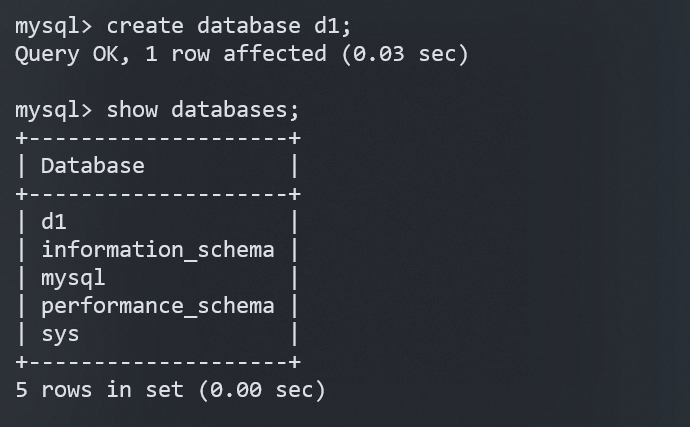 mysql> create database d1;
Query OK, 1 row affected (0.03 sec)
mysql> show databases;
+--------------------+
| Database           |
+--------------------+
| d1                 |
| information_schema |
| mysql              |
| performance_schema |
| sys                |
+--------------------+
5 rows in set (0.00 sec)